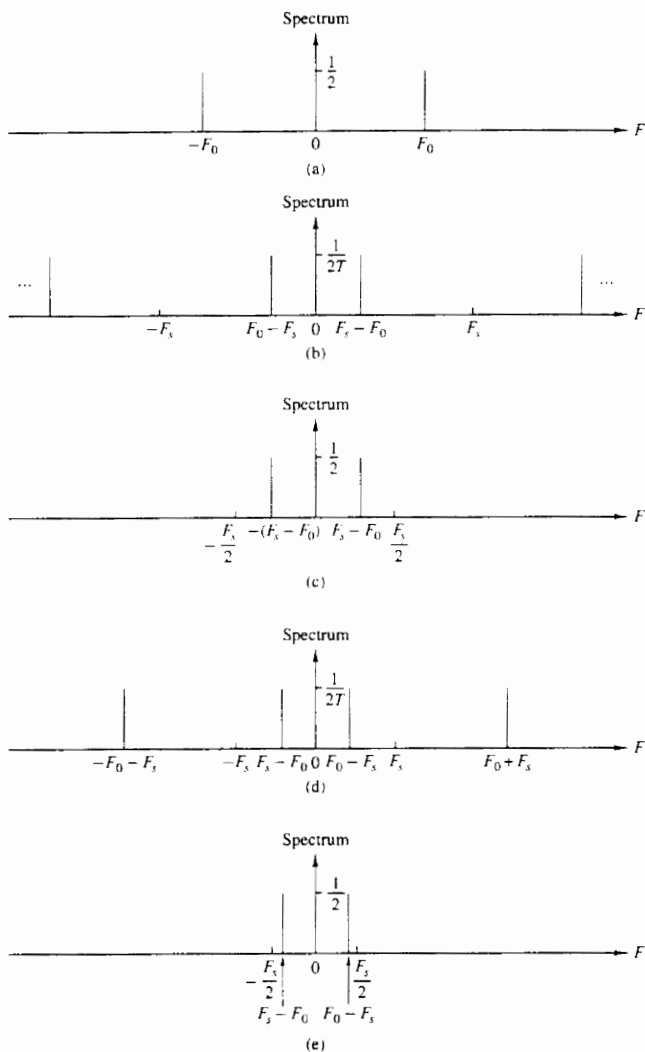 Spectrum
1/2
F
−F₀ 0 F₀
(a)
Spectrum
1/2T
... ...
F
−Fₛ F₀ − Fₛ 0 Fₛ − F₀ Fₛ
(b)
Spectrum
1/2
F
−Fₛ/2 −(Fₛ − F₀) Fₛ − F₀ Fₛ/2
(c)
Spectrum
1/2T
F
−F₀ − Fₛ −Fₛ Fₛ − F₀ 0 F₀ − Fₛ Fₛ F₀ + Fₛ
(d)
Spectrum
1/2
F
−Fₛ/2 0 Fₛ/2
Fₛ − F₀ F₀ − Fₛ
(e)